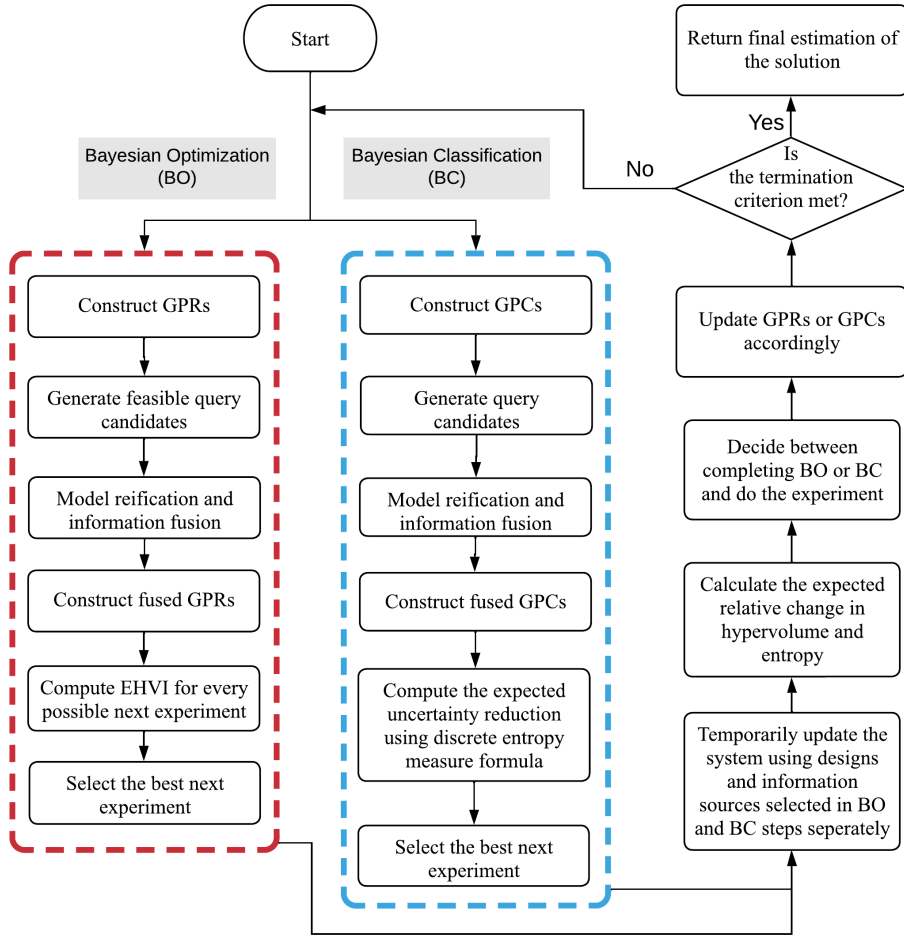 Start
Bayesian Optimization
(BO)
Bayesian Classification
(BC)
Construct GPRs
Generate feasible query
candidates
Model reification and
information fusion
Construct fused GPRs
Compute EHVI for every
possible next experiment
Select the best next
experiment
Construct GPCs
Generate query
candidates
Model reification and
information fusion
Construct fused GPCs
Compute the expected
uncertainty reduction
using discrete entropy
measure formula
Select the best next
experiment
Temporarily update the
system using designs
and information
sources selected in BO
and BC steps seperately
Calculate the expected
relative change in
hypervolume and
entropy
Decide between
completing BO or BC
and do the experiment
Update GPRs or GPCs
accordingly
Is
the termination
criterion met?
No
Yes
Return final estimation of
the solution